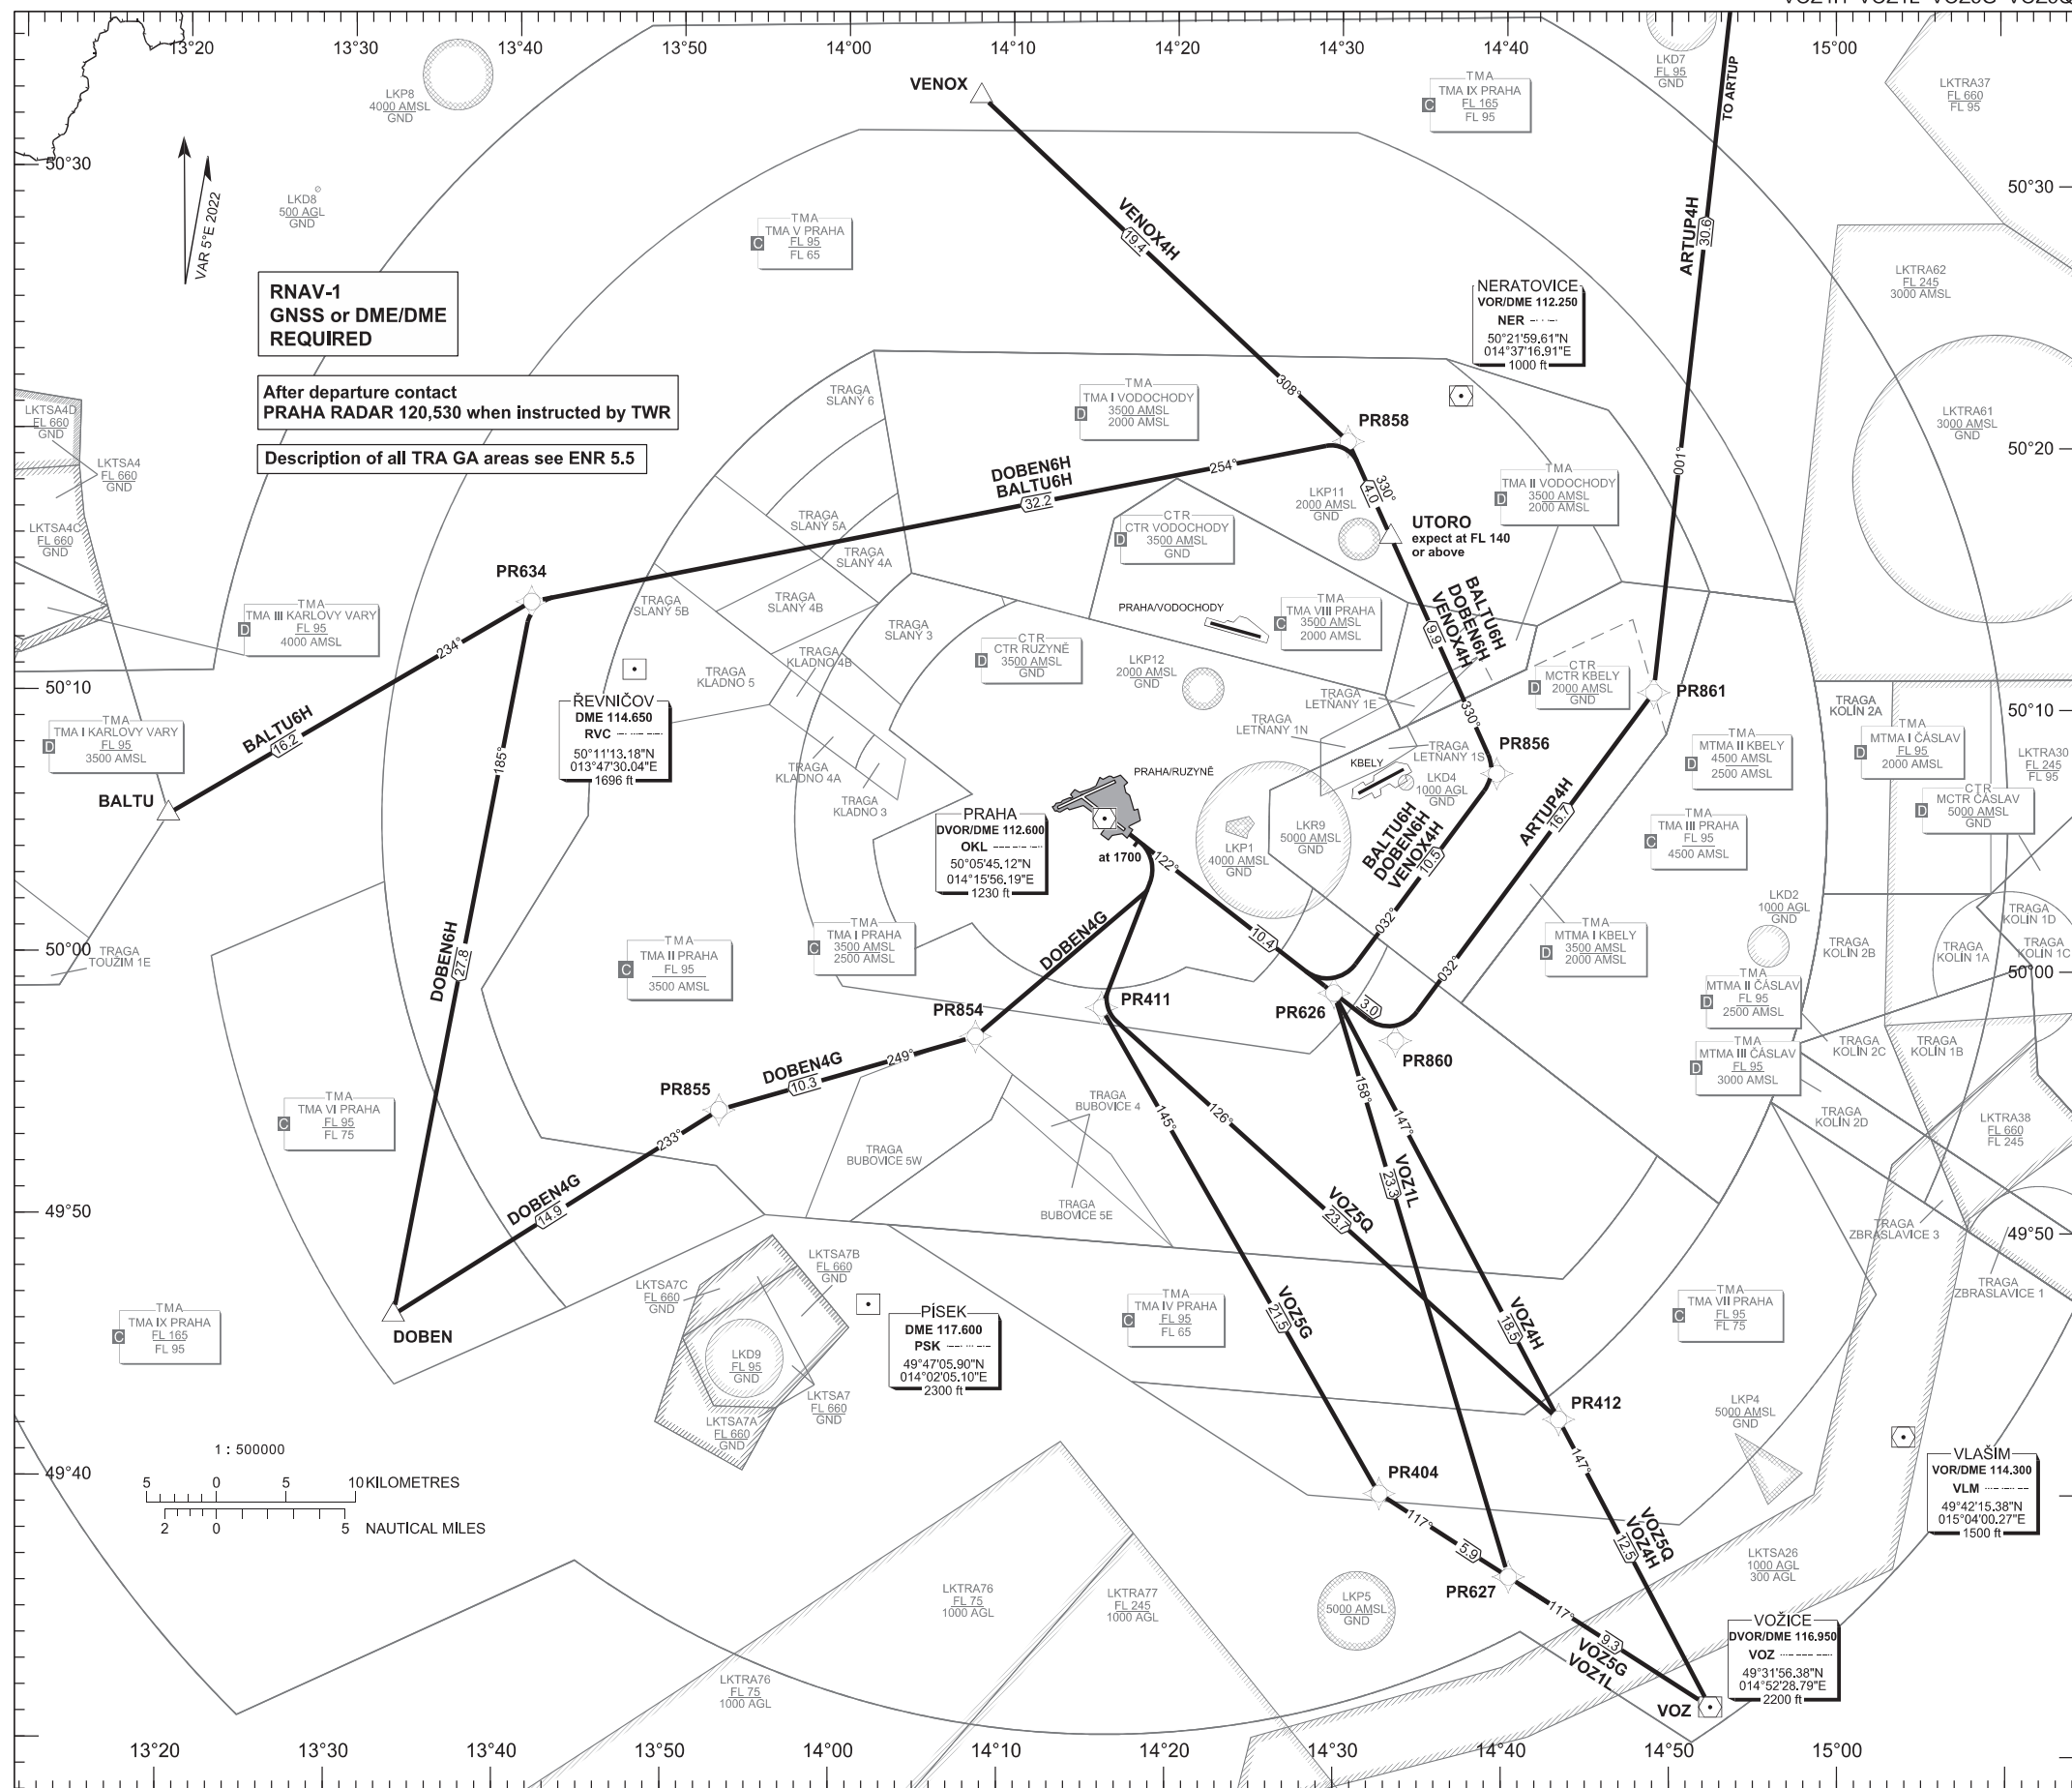 13°20
13°30
13°40
13°50
14°00
14°10
14°20
14°30
14°40
15°00
VENOX
LKP8
4000 AMSL
GND
TMA
TMA IX PRAHA
C
FL 165
FL 95
LKD7
FL 95
GND
TO ARTUP
LKTRA37
FL 660
FL 95
50°30
50°30
VAR 5°E 2022
LKD8
500 AGL
GND
TMA
TMA V PRAHA
C
FL 95
FL 65
VENOX4H
19.4
ARTUP4H
30.6
LKTRA62
FL 245
3000 AMSL
RNAV-1
GNSS or DME/DME
REQUIRED
NERATOVICE
VOR/DME 112.250
NER
50°21'59.61"N
014°37'16.91"E
1000 ft
After departure contact
PRAHA RADAR 120,530 when instructed by TWR
Description of all TRA GA areas see ENR 5.5
TRAGA
SLANÝ 6
TMA
TMA I VODOCHODY
D
3500 AMSL
2000 AMSL
308°
PR858
LKTSA4D
FL 660
GND
LKTSA4
FL 660
GND
LKTSA4C
FL 660
GND
LKTRA61
3000 AMSL
GND
50°20
001°
DOBEN6H
BALTU6H
32.2
254°
330°
4.0
LKP11
2000 AMSL
GND
TMA
TMA II VODOCHODY
D
3500 AMSL
2000 AMSL
UTORO
expect at FL 140
or above
TRAGA
SLANÝ 5A
TRAGA
SLANÝ 4A
CTR
CTR VODOCHODY
D
3500 AMSL
GND
PR634
TRAGA
SLANÝ 5B
TRAGA
SLANÝ 4B
TRAGA
SLANÝ 3
PRAHA/VODOCHODY
TMA
TMA VIII PRAHA
C
3500 AMSL
2000 AMSL
BALTU6H
DOBEN6H
VENOX4H
9.9
TMA
TMA III KARLOVY VARY
D
FL 95
4000 AMSL
234°
CTR
CTR RUZYNĚ
D
3500 AMSL
GND
LKP12
2000 AMSL
GND
TRAGA
KLADNO 4B
TRAGA
KLADNO 5
CTR
MCTR KBELY
D
2000 AMSL
GND
PR861
50°10
50°10
TRAGA
LETŇANY 1E
TRAGA
LETŇANY 1N
TRAGA
LETŇANY 1S
330°
PR856
ŘEVNIČOV
DME 114.650
RVC
50°11'13.18"N
013°47'30.04"E
1696 ft
BALTU6H
16.2
185°
TMA
TMA I KARLOVY VARY
D
FL 95
3500 AMSL
BALTU
TRAGA
KLADNO 4A
TRAGA
KLADNO 3
PRAHA/RUZYNĚ
KBELY
LKD4
1000 AGL
GND
TMA
MTMA II KBELY
D
4500 AMSL
2500 AMSL
TRAGA
KOLÍN 2A
TMA
MTMA I ČÁSLAV
D
FL 95
2000 AMSL
LKTRA30
FL 245
FL 95
CTR
MCTR ČÁSLAV
D
5000 AMSL
GND
PRAHA
DVOR/DME 112.600
OKL
50°05'45.12"N
014°15'56.19"E
1230 ft
at 1700
122°
LKP1
4000 AMSL
GND
LKR9
5000 AMSL
GND
BALTU6H
DOBEN6H
VENOX4H
10.5
ARTUP4H
16.7
TMA
TMA III PRAHA
C
FL 95
4500 AMSL
LKD2
1000 AGL
GND
032°
032°
10.4
TMA
MTMA I KBELY
D
3500 AMSL
2000 AMSL
TRAGA
KOLÍN 2B
TRAGA
KOLÍN 1A
TRAGA
KOLÍN 1D
TRAGA
KOLÍN 1C
50°00
50°00
TRAGA
TOUŽIM 1E
DOBEN6H
27.8
TMA
TMA II PRAHA
C
FL 95
3500 AMSL
TMA
TMA I PRAHA
C
3500 AMSL
2500 AMSL
DOBEN4G
PR411
PR854
PR626
3.0
PR860
TMA
MTMA II ČÁSLAV
D
FL 95
2500 AMSL
TMA
MTMA III ČÁSLAV
D
FL 95
3000 AMSL
TRAGA
KOLÍN 2C
TRAGA
KOLÍN 1B
TRAGA
KOLÍN 2D
LKTRA38
FL 660
FL 245
DOBEN4G
10.3
249°
PR855
233°
TMA
TMA VI PRAHA
C
FL 95
FL 75
TRAGA
BUBOVICE 4
TRAGA
BUBOVICE 5W
TRAGA
BUBOVICE 5E
145°
126°
158°
147°
VOZ1L
23.3
VOZ5Q
23.7
DOBEN4G
14.9
49°50
49°50
TRAGA
ZBRASLAVICE 3
TRAGA
ZBRASLAVICE 1
LKTSA7B
FL 660
GND
LKTSA7C
FL 660
GND
DOBEN
TMA
TMA IX PRAHA
C
FL 165
FL 95
PÍSEK
DME 117.600
PSK
49°47'05.90"N
014°02'05.10"E
2300 ft
TMA
TMA IV PRAHA
C
FL 95
FL 65
VOZ5G
21.5
VOZ4H
18.5
TMA
TMA VII PRAHA
C
FL 95
FL 75
LKD9
FL 95
GND
LKTSA7
FL 660
GND
LKTSA7A
FL 660
GND
PR412
LKP4
5000 AMSL
GND
147°
VLAŠIM
VOR/DME 114.300
VLM
49°42'15.38"N
015°04'00.27"E
1500 ft
1 : 500000
5 0 5 10 KILOMETRES
2 0 5 NAUTICAL MILES
49°40
PR404
117°
5.9
PR627
VOZ5Q
VOZ4H
12.5
LKTSA26
1000 AGL
300 AGL
LKTRA76
FL 75
1000 AGL
LKTRA77
FL 245
1000 AGL
LKP5
5000 AMSL
GND
117°
9.3
VOZ5G
VOZ1L
VOŽICE
DVOR/DME 116.950
VOZ
49°31'56.38"N
014°52'28.79"E
2200 ft
VOZ
LKTRA76
FL 75
1000 AGL
13°20
13°30
13°40
13°50
14°00
14°10
14°20
14°30
14°40
14°50
15°00